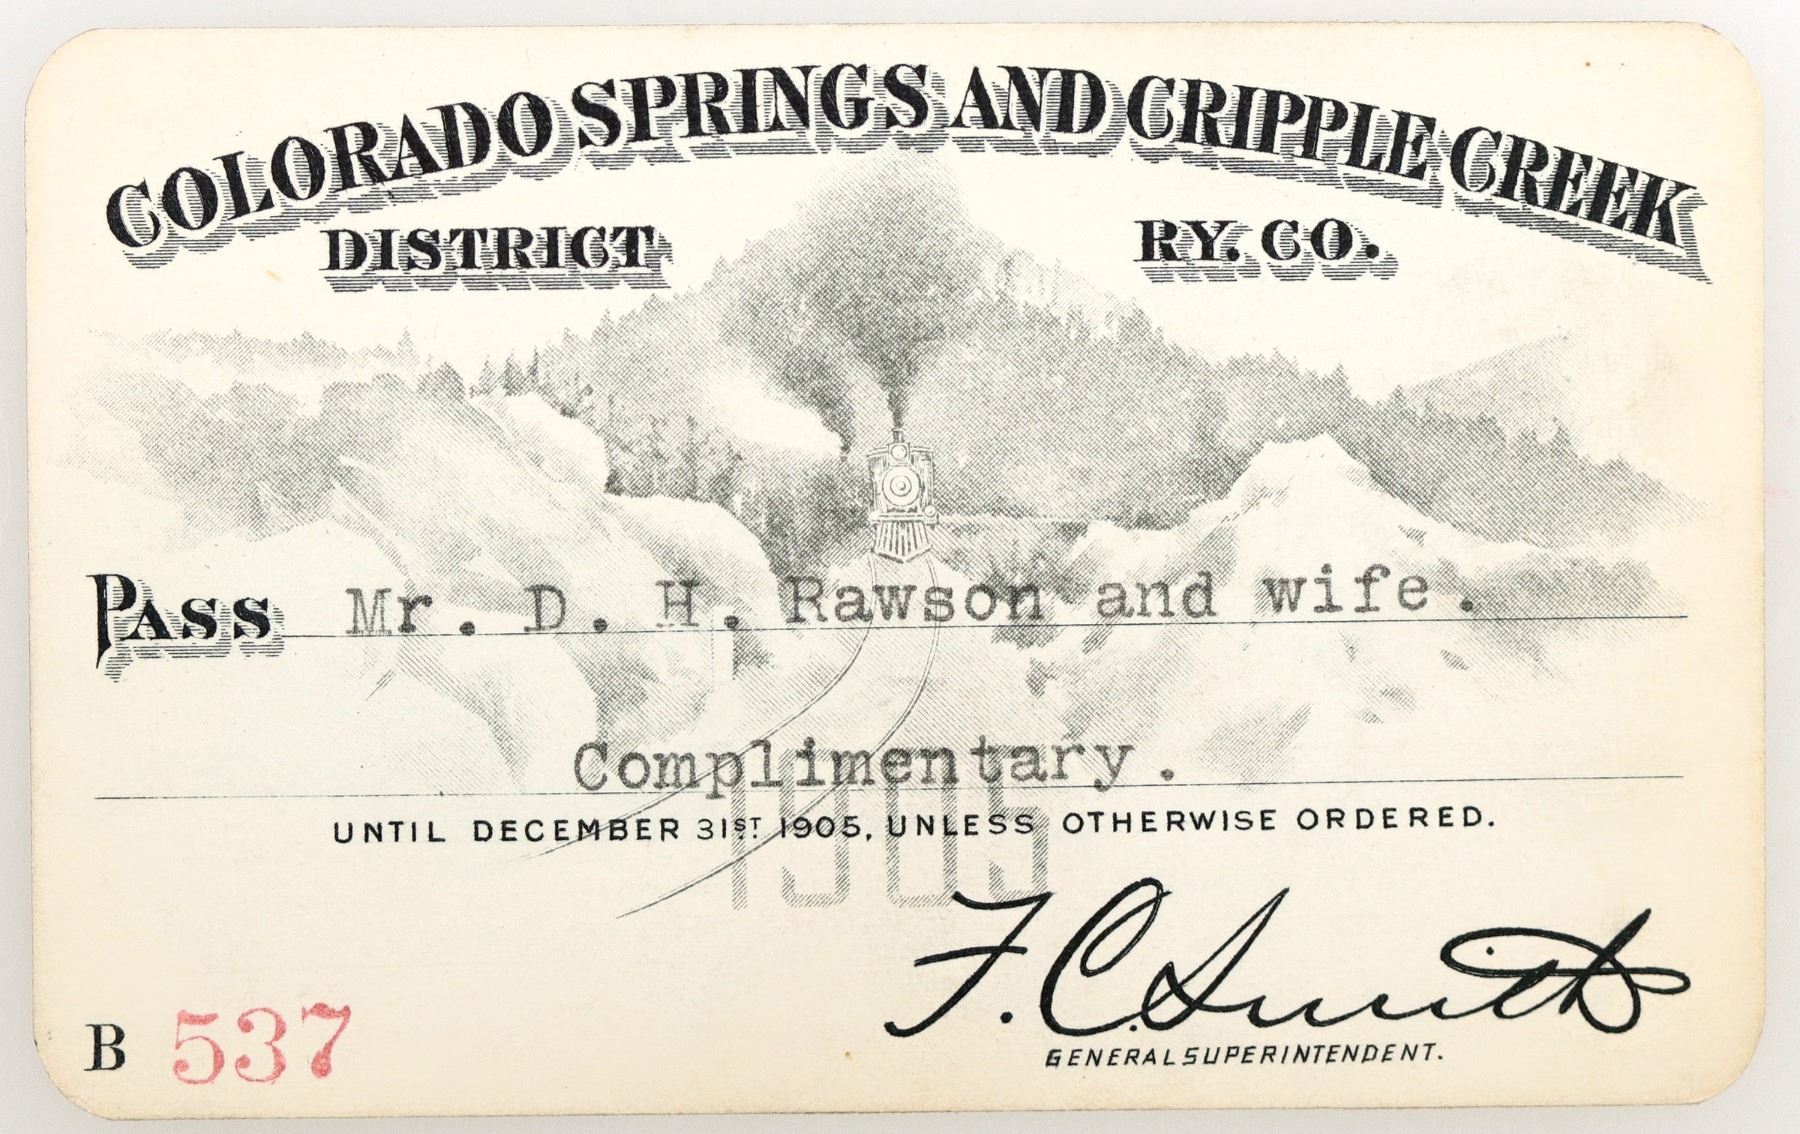 COLORADO SPRINGS AND CRIPPLE CREEK
DISTRICT RY. CO.
PASS Mr. D. H. Rawson and wife.
Complimentary.
1905
UNTIL DECEMBER 31ST 1905, UNLESS OTHERWISE ORDERED.
F. C. Smith
GENERAL SUPERINTENDENT.
B 537